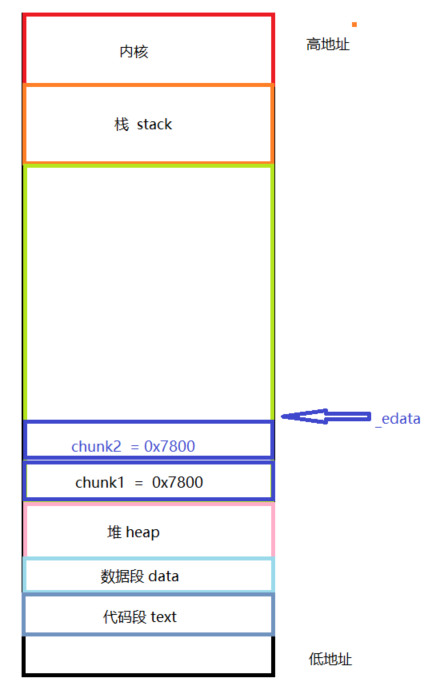 内核
高地址
栈 stack
_edata
chunk2 = 0x7800
chunk1 = 0x7800
堆 heap
数据段 data
代码段 text
低地址